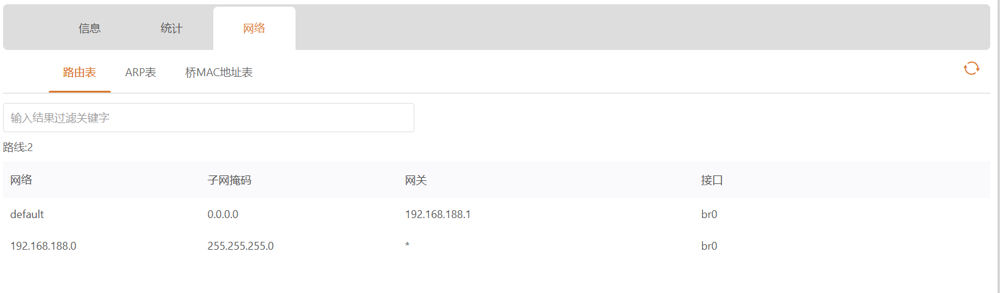 信息 统计 网络
路由表 ARP表 桥MAC地址表
输入结果过滤关键字
路线:2
网络 子网掩码 网关 接口
default 0.0.0.0 192.168.188.1 br0
192.168.188.0 255.255.255.0 * br0